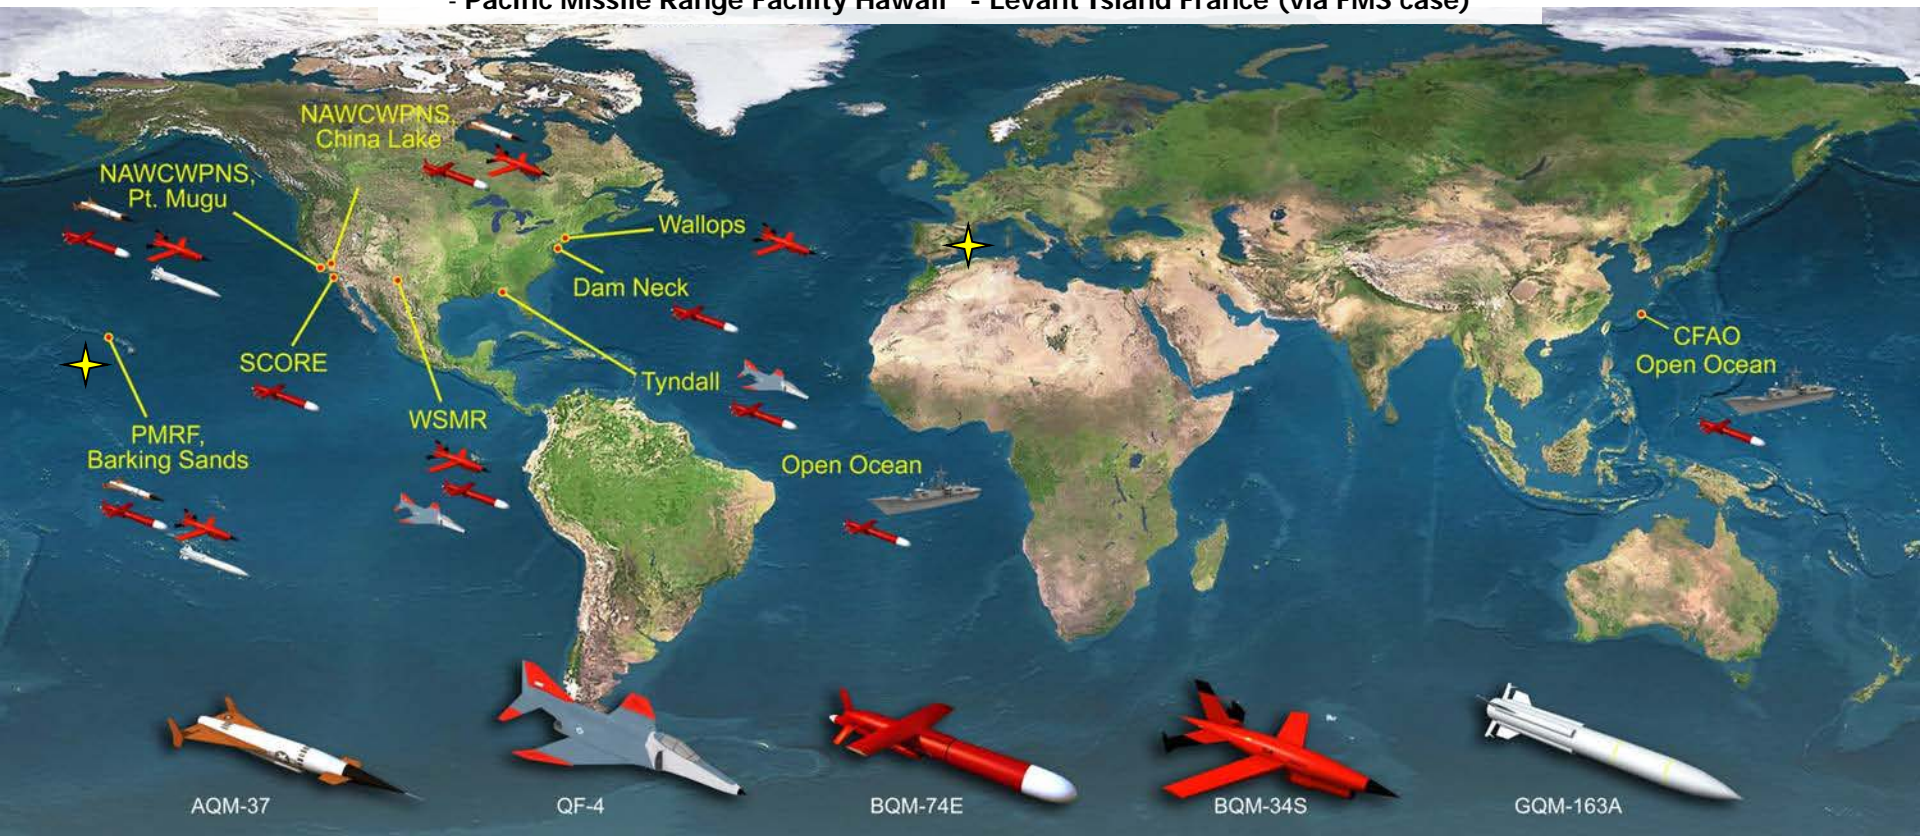 - Pacific Missile Range Facility Hawaii - Levant Island France (via FMS case)
NAWCWPNS,
China Lake
NAWCWPNS,
Pt. Mugu
Wallops
Dam Neck
SCORE
WSMR
Tyndall
PMRF,
Barking Sands
Open Ocean
CFAO
Open Ocean
AQM-37
QF-4
BQM-74E
BQM-34S
GQM-163A